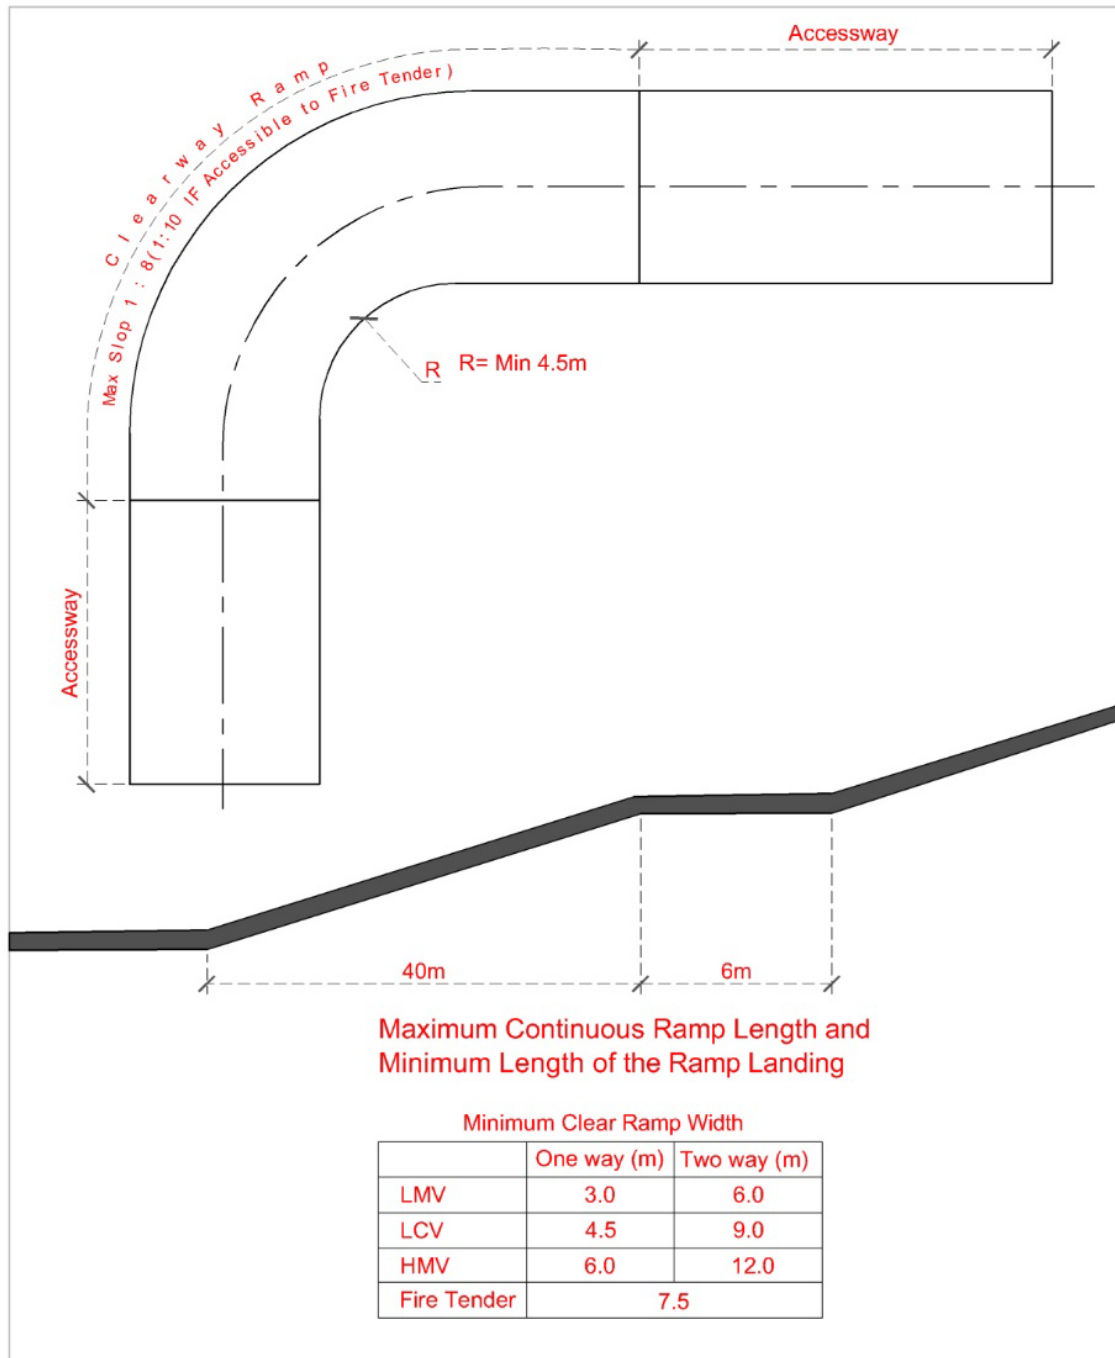 Accessway
Clearway Ramp
Max Slop 1 : 8(1:10 IF Accessible to Fire Tender)
R R= Min 4.5m
Accessway
40m 6m
Maximum Continuous Ramp Length and
Minimum Length of the Ramp Landing
Minimum Clear Ramp Width
One way (m) Two way (m)
LMV 3.0 6.0
LCV 4.5 9.0
HMV 6.0 12.0
Fire Tender 7.5